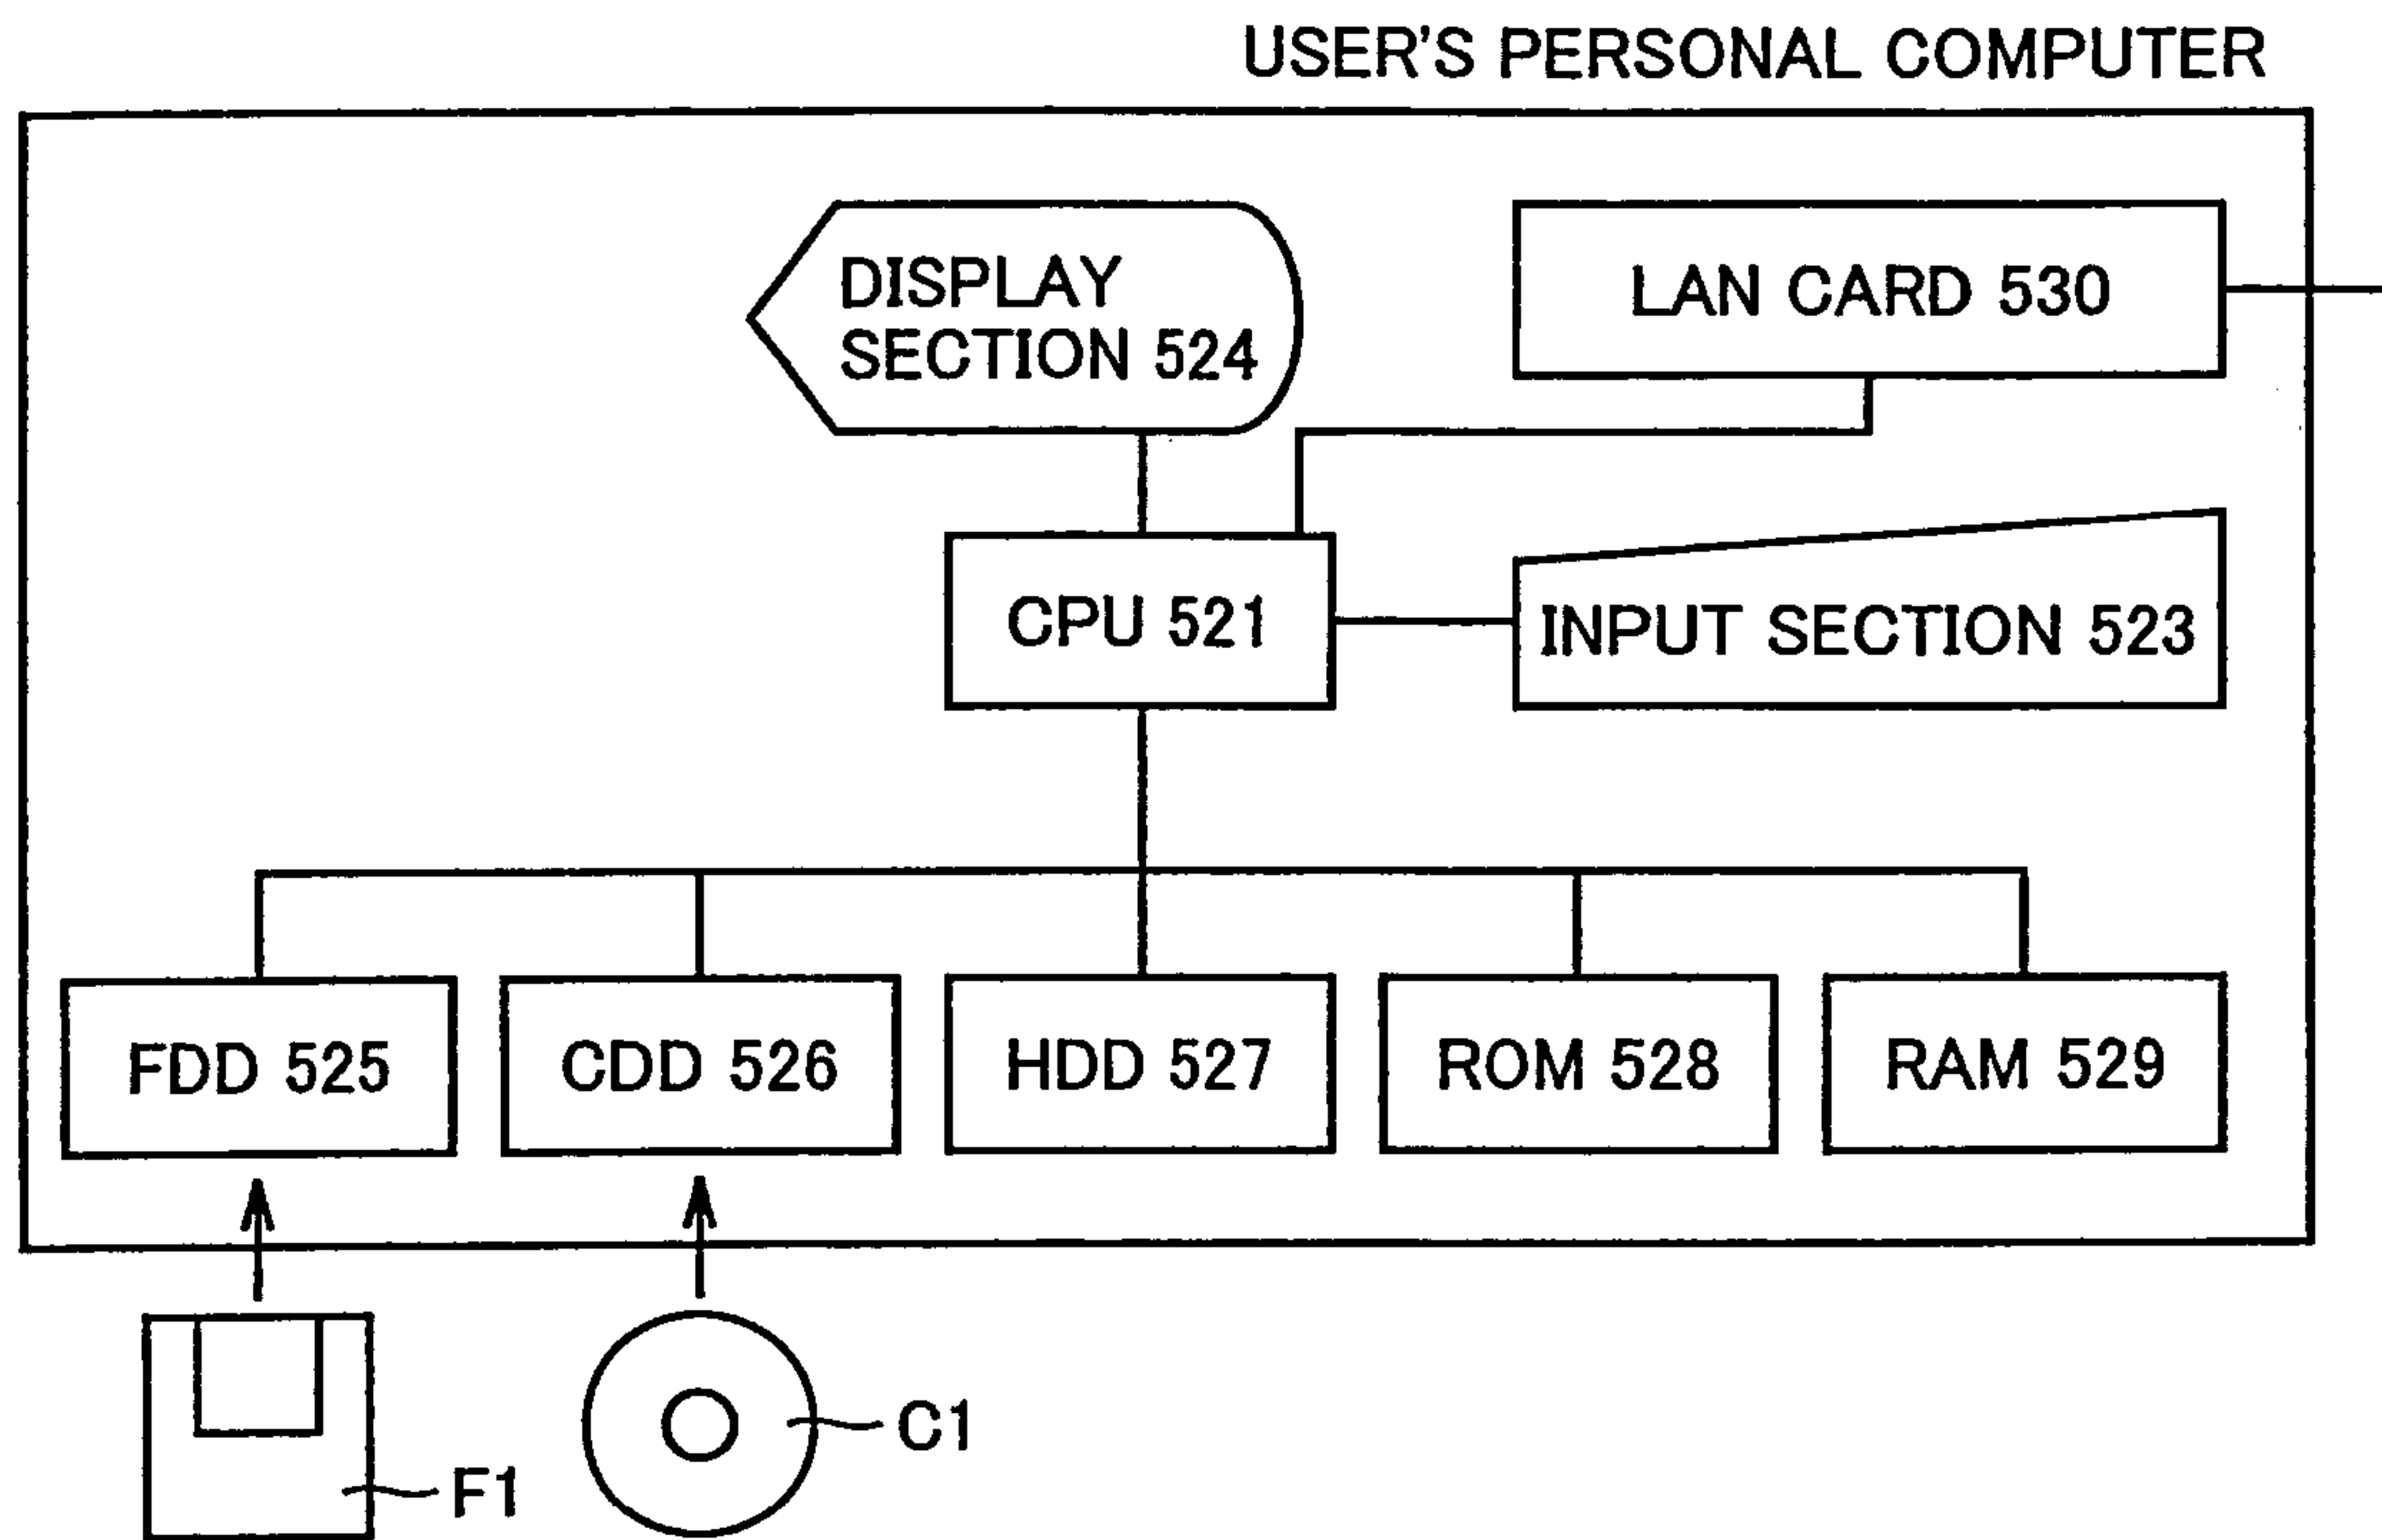 USER'S PERSONAL COMPUTER
DISPLAY
SECTION 524
LAN CARD 530
CPU 521
INPUT SECTION 523
FDD 525
CDD 526
HDD 527
ROM 528
RAM 529
C1
F1